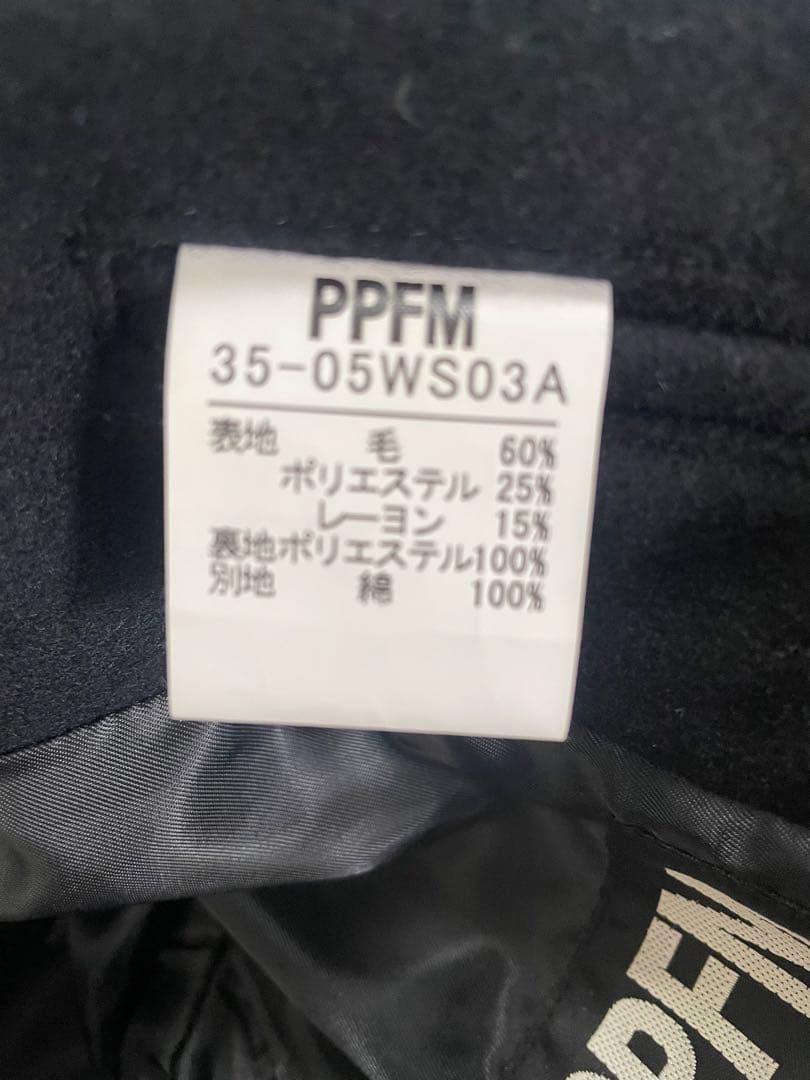 PPFM
35-05WS03A
表地 毛 60%
ポリエステル 25%
レーヨン 15%
裏地ポリエステル100%
別地 綿 100%
PPFM